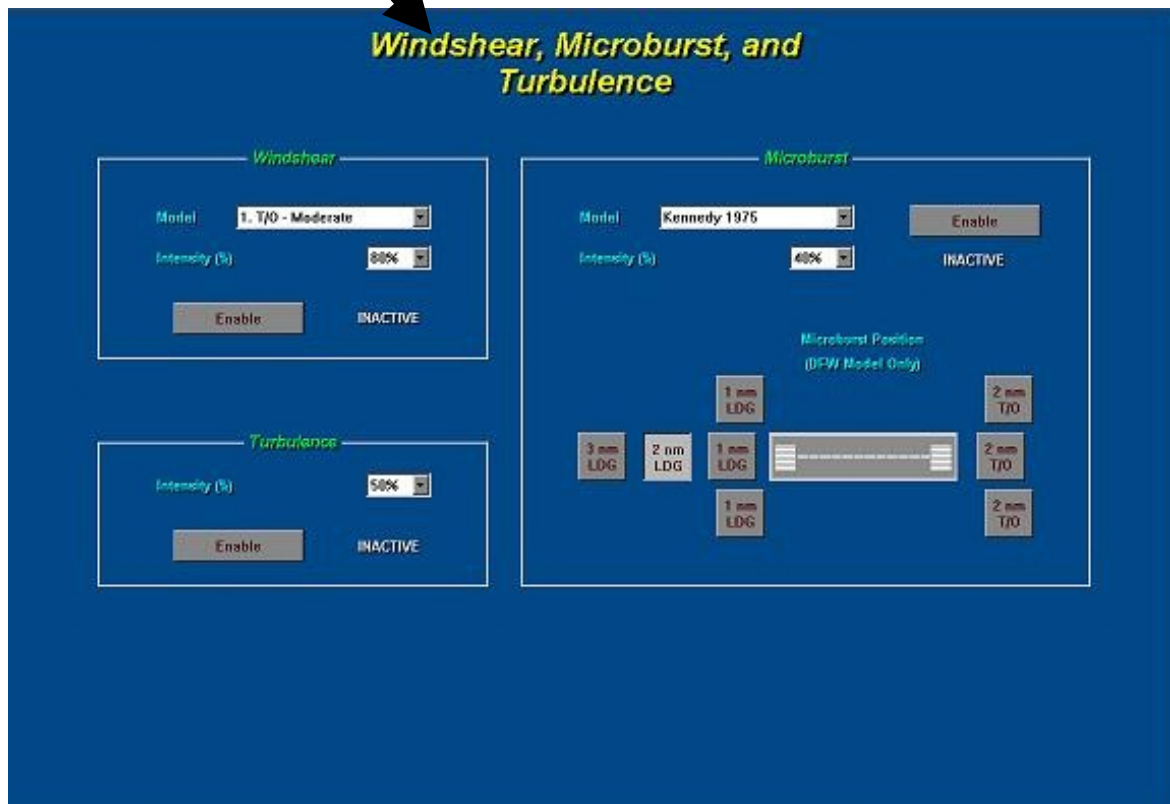 Windshear, Microburst, and
Turbulence
Windshear
Model 1. T/O - Moderate
Intensity (%) 80%
Enable INACTIVE
Turbulence
Intensity (%) 50%
Enable INACTIVE
Microburst
Model Kennedy 1975 Enable
Intensity (%) 40% INACTIVE
Microburst Position
(DFW Model Only)
1 nm
LDG
2 nm
T/O
3 nm
LDG
2 nm
LDG
1 nm
LDG
2 nm
T/O
1 nm
LDG
2 nm
T/O